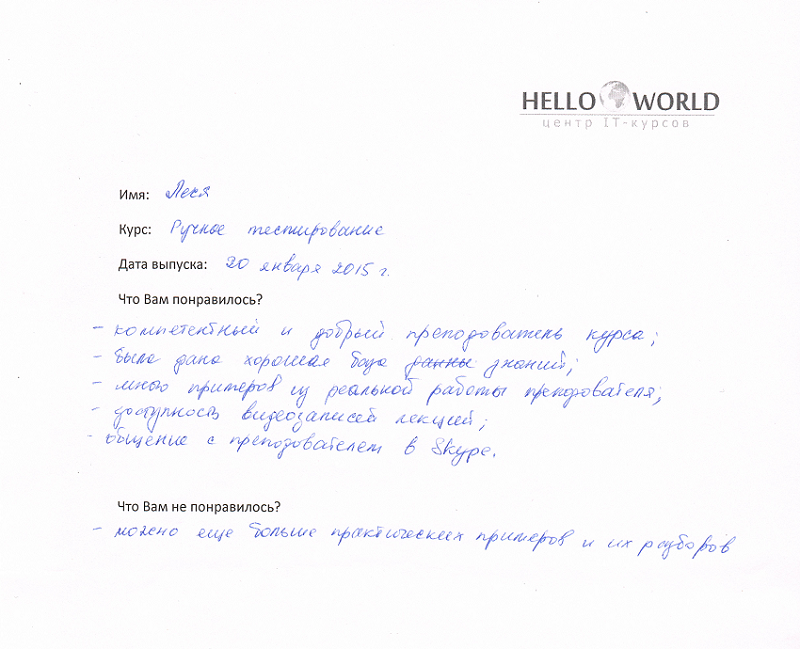 HELLO WORLD
центр IT-курсов
Имя: Леся
Курс: Ручное тестирование
Дата выпуска: 20 января 2015 г.
Что Вам понравилось?
- компетентный и добрый преподователь курса;
- была дана хорошая база данны знаний;
- много примеров из реальной работы преподователя;
- доступность видеозаписей лекций;
- общение с преподователем в Skype.
Что Вам не понравилось?
- можно еще больше практических примеров и их разборов